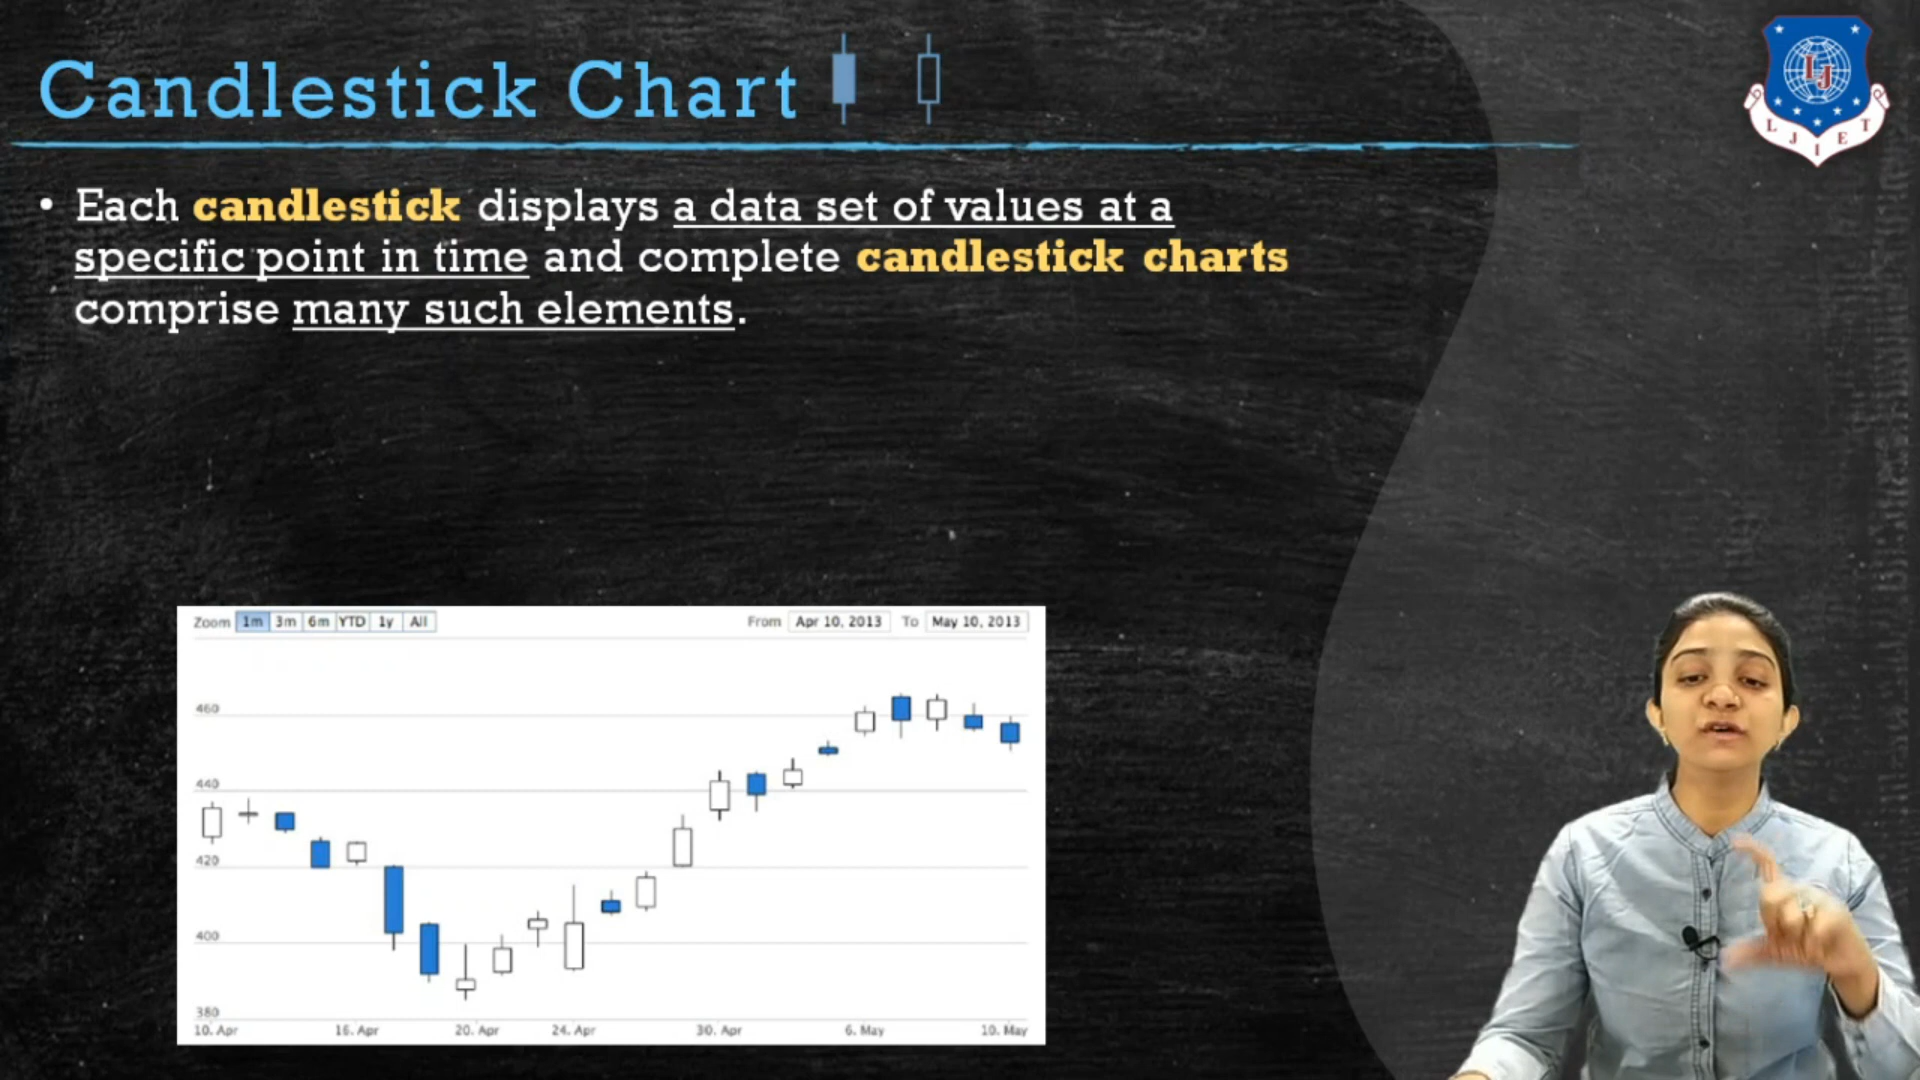 Candlestick Chart
L J I E T
• Each candlestick displays a data set of values at a
specific point in time and complete candlestick charts
comprise many such elements.
Zoom 1m 3m 6m YTD 1y All From Apr 10, 2013 To May 10, 2013
460
440
420
400
380
10. Apr 16. Apr 20. Apr 24. Apr 30. Apr 6. May 10. May